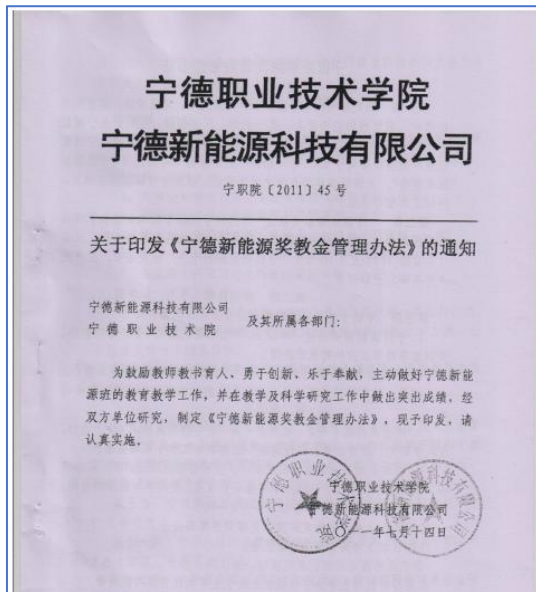 宁德职业技术学院
宁德新能源科技有限公司
宁职院〔2011〕45号
关于印发《宁德新能源奖教金管理办法》的通知
宁德新能源科技有限公司
宁德职业技术院 及其所属各部门：
为鼓励教师教书育人、勇于创新、乐于奉献，主动做好宁德新能
源班的教育教学工作，并在教学及科学研究工作中做出突出成绩，经
双方单位研究，制定《宁德新能源奖教金管理办法》，现予印发，请
认真实施。
宁德职业技术学院
宁德新能源科技有限公司
二〇一一年七月十四日